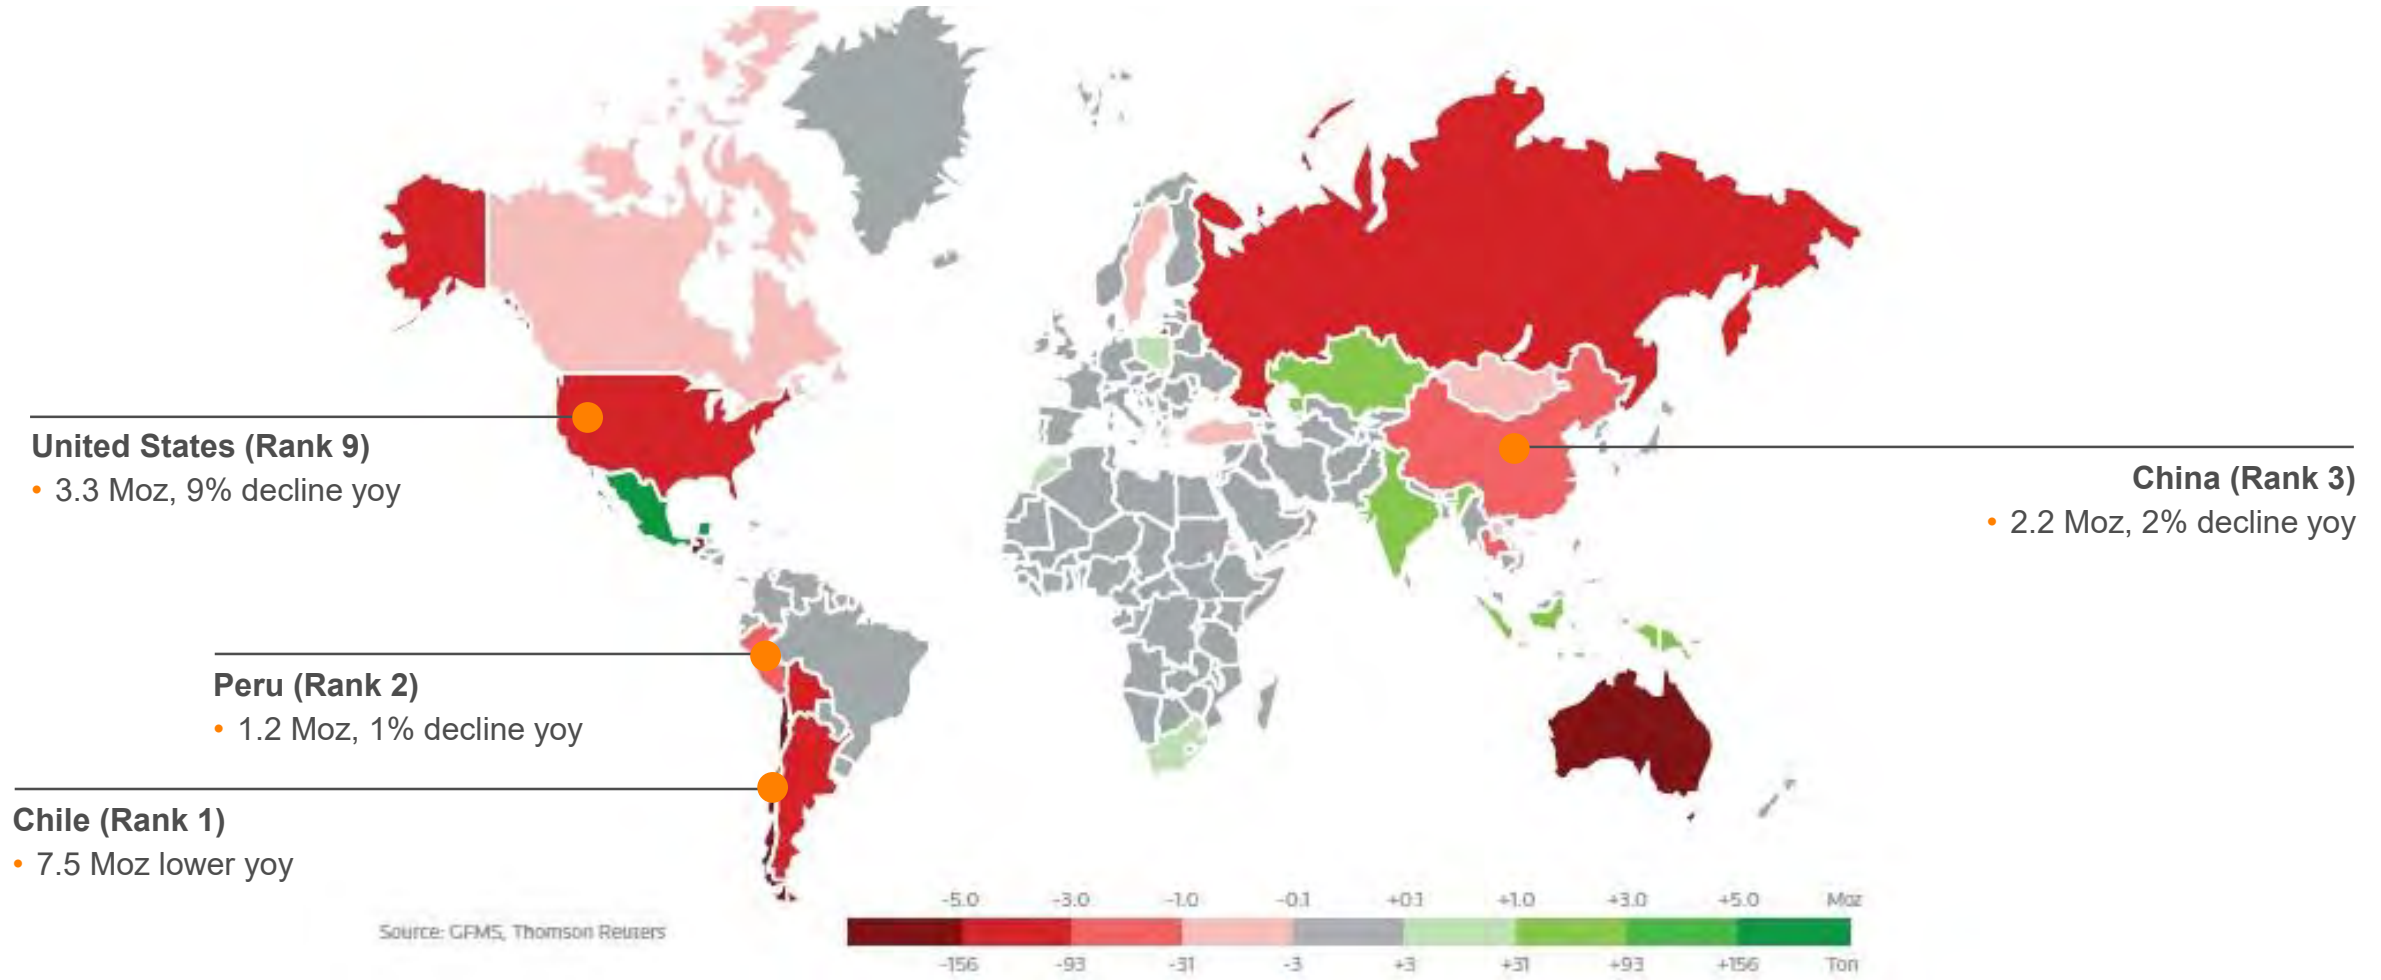 United States (Rank 9)
• 3.3 Moz, 9% decline yoy
China (Rank 3)
• 2.2 Moz, 2% decline yoy
Peru (Rank 2)
• 1.2 Moz, 1% decline yoy
Chile (Rank 1)
• 7.5 Moz lower yoy
-5.0 -3.0 -1.0 -0.1 +0.1 +1.0 +3.0 +5.0 Moz
Source: GFMS, Thomson Reuters
-156 -93 -31 -3 +3 +31 +93 +156 Ton